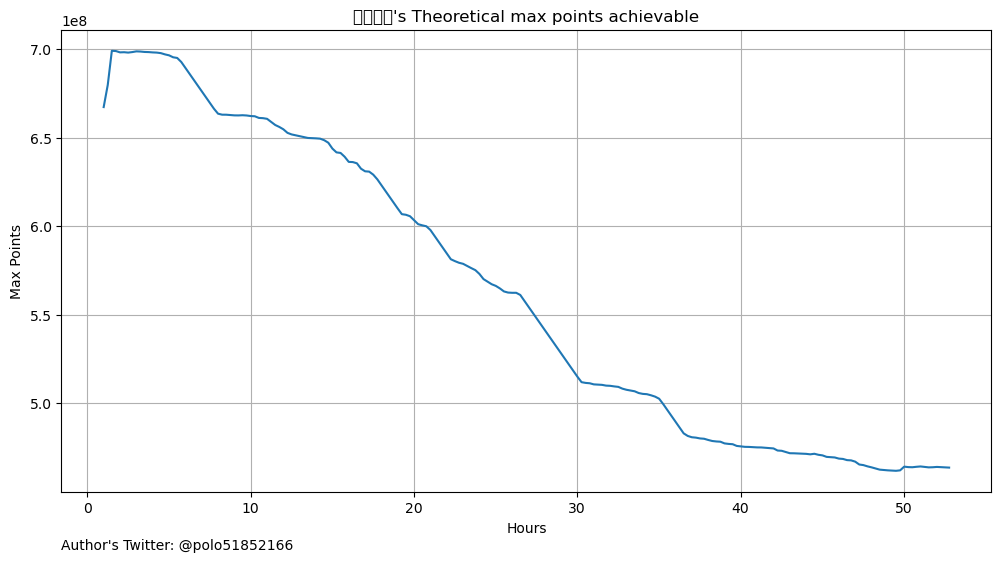 's Theoretical max points achievable
1e8
7.0
6.5
6.0
5.5
5.0
Max Points
0 10 20 30 40 50
Hours
Author's Twitter: @polo51852166